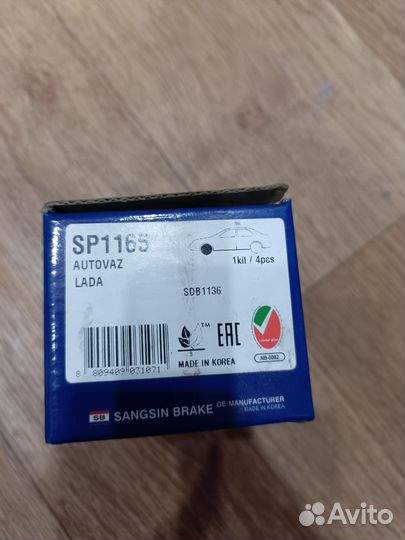 SP1165
AUTOVAZ
LADA
1kit / 4pcs
SDB1136
8 809409 031071
TM
EAC
MADE IN KOREA
NB-0002
SB
SANGSIN BRAKE
OE MANUFACTURER
MADE IN KOREA
Avito